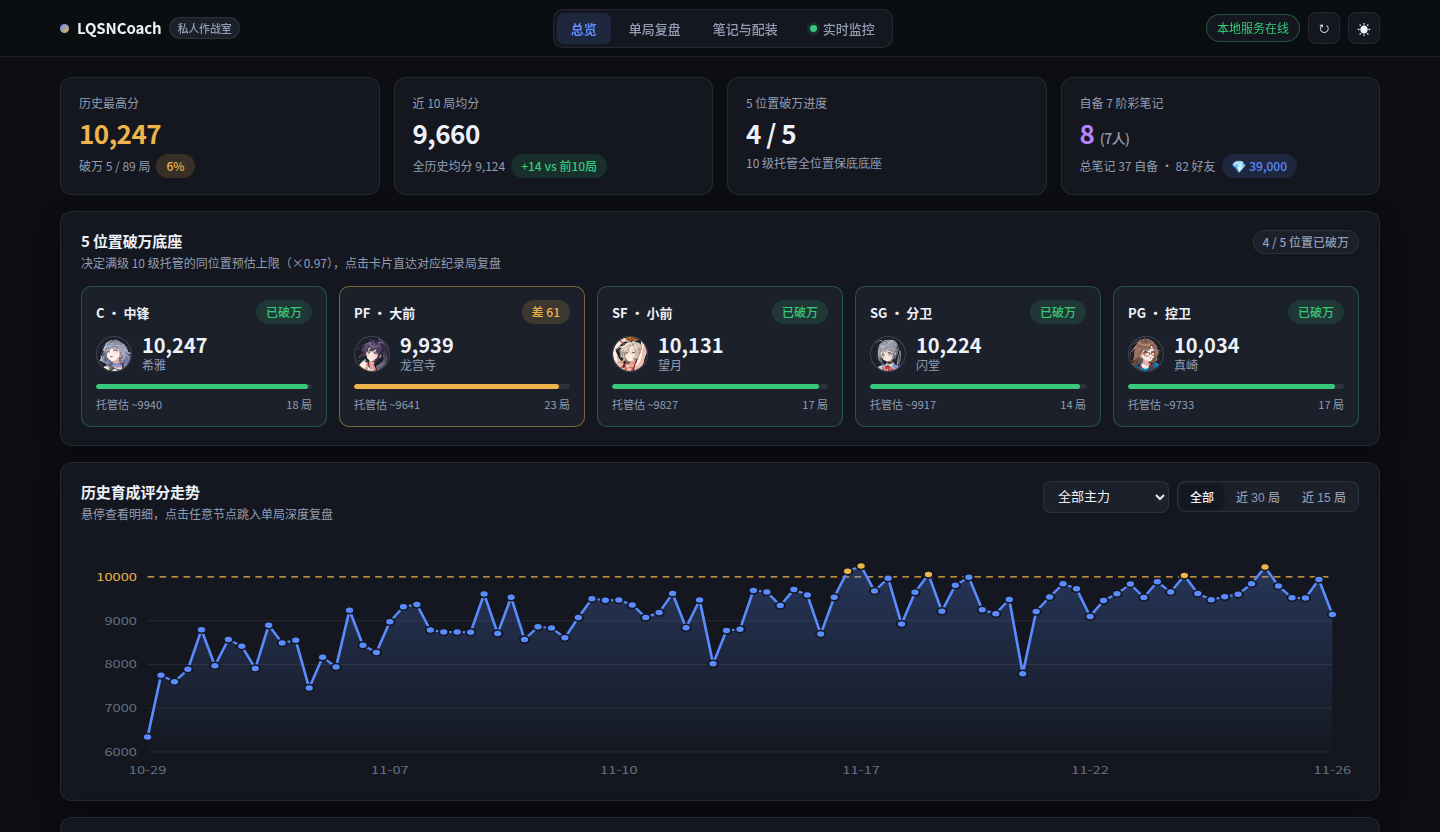 LQSNCoach 私人作战室
总览 单局复盘 笔记与配装 实时监控
本地服务在线 ↻
历史最高分
10,247
破万 5 / 89 局 6%
近 10 局均分
9,660
全历史均分 9,124 +14 vs 前10局
5 位置破万进度
4 / 5
10 级托管全位置保底底座
自备 7 阶彩笔记
8 (7人)
总笔记 37 自备 · 82 好友 💎 39,000
5 位置破万底座
决定满级 10 级托管的同位置预估上限（×0.97），点击卡片直达对应纪录局复盘
4 / 5 位置已破万
C · 中锋 已破万
10,247
希雅
托管估 ~9940 18 局
PF · 大前 差 61
9,939
龙宫寺
托管估 ~9641 23 局
SF · 小前 已破万
10,131
望月
托管估 ~9827 17 局
SG · 分卫 已破万
10,224
闪堂
托管估 ~9917 14 局
PG · 控卫 已破万
10,034
真崎
托管估 ~9733 17 局
历史育成评分走势
悬停查看明细，点击任意节点跳入单局深度复盘
全部主力 全部 近 30 局 近 15 局
10000
9000
8000
7000
6000
10-29 11-07 11-10 11-17 11-22 11-26